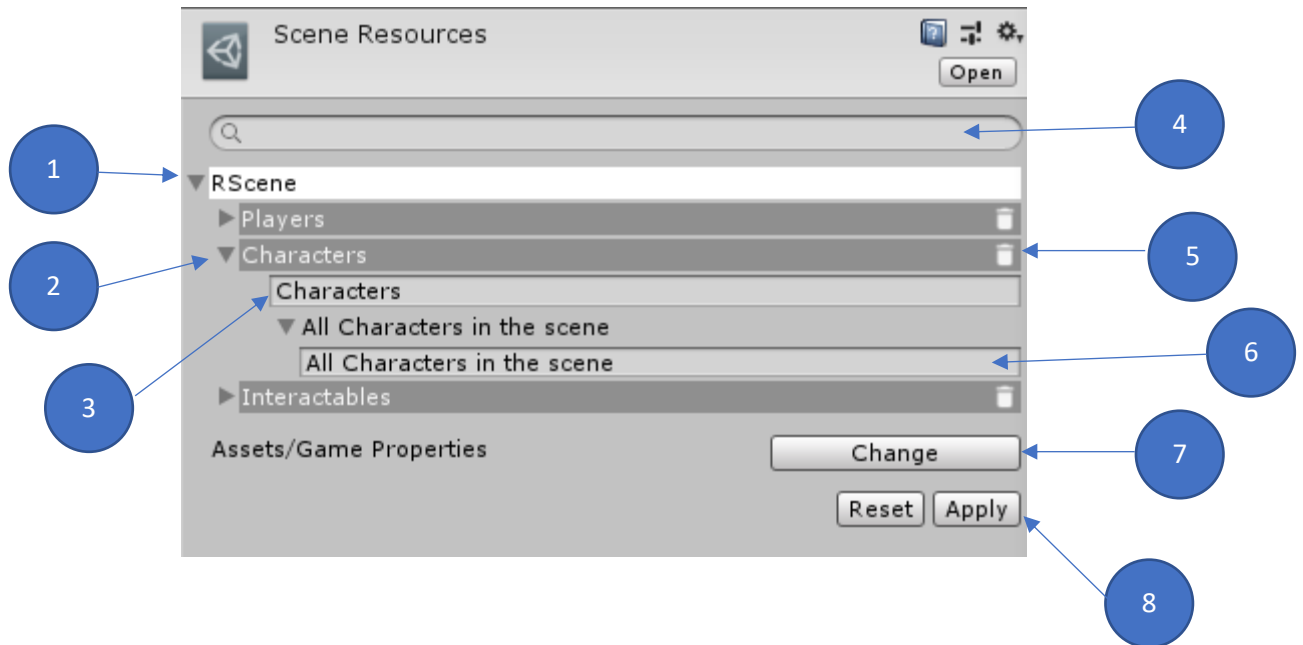 Scene Resources
Open
4
1
RScene
Players
Characters
5
2
Characters
All Characters in the scene
6
All Characters in the scene
3
Interactables
Assets/Game Properties
Change
7
Reset
Apply
8